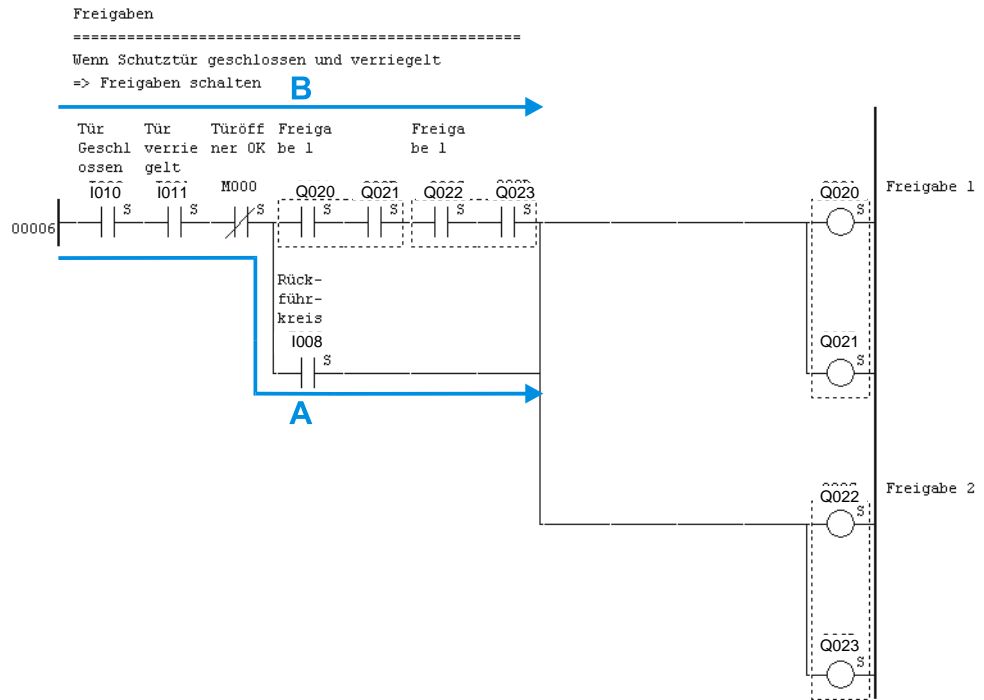 Freigaben
==================================================
Wenn Schutztür geschlossen und verriegelt
=> Freigaben schalten
B
Tür Geschl ossen
Tür verrie gelt
Türöff ner OK
Freiga be 1
Freiga be 1
I010 I011 M000 Q020 Q021 Q022 Q023 Q020 Freigabe 1
S S S S S S S S
00006
Rück-
führ-
kreis
I008 Q021
S S
A
Q022 Freigabe 2
S
Q023
S